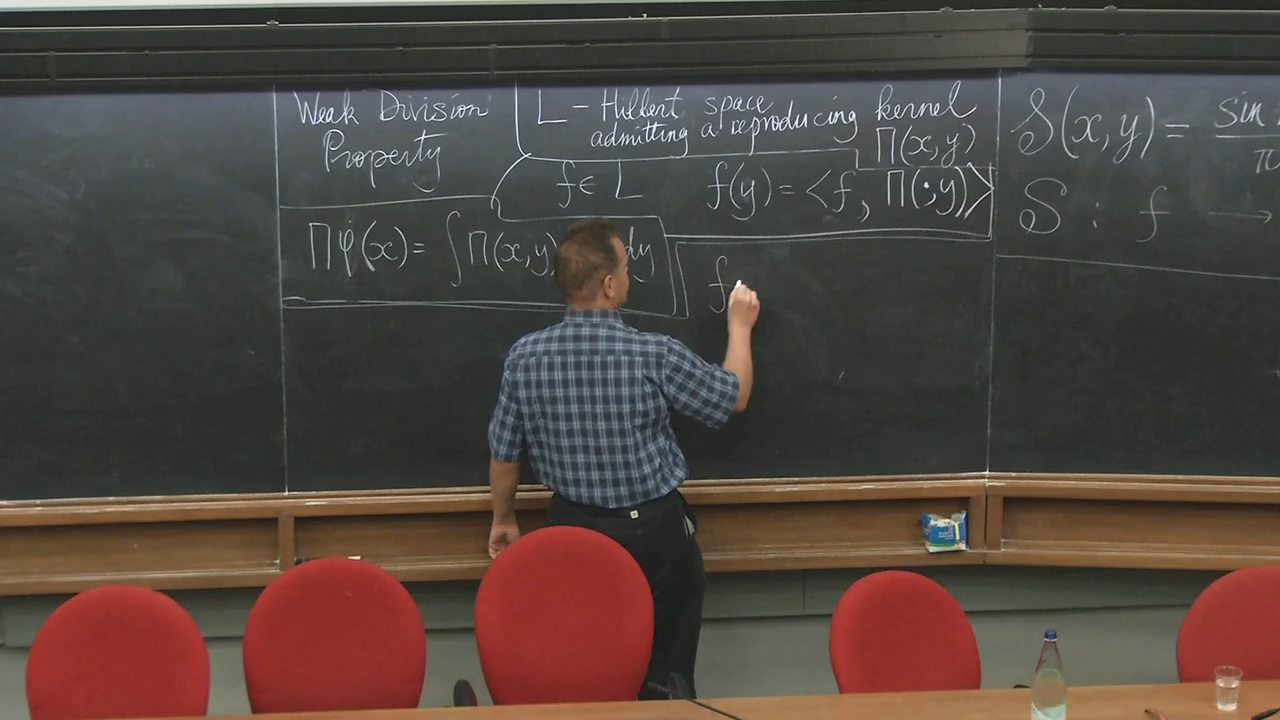 Weak Division
Property
L – Hilbert space
admitting a reproducing kernel
Π(x,y)
f ∈ L
f(y) = <f, Π(·,y)>
Πφ(x) = ∫ Π(x,y) dy
f
S(x,y) = sin
π
S : f →